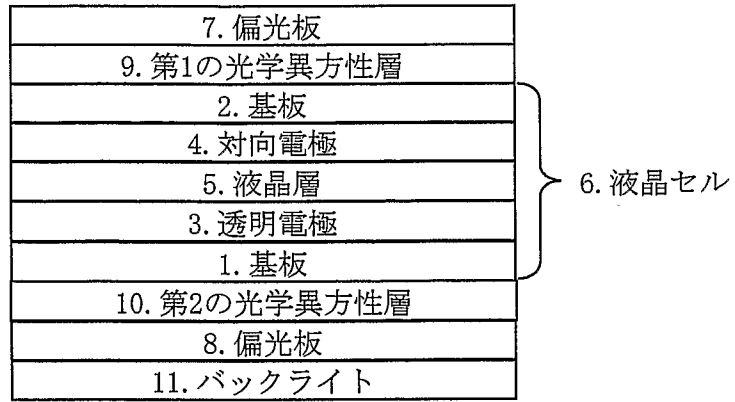 7. 偏光板
9. 第1の光学異方性層
2. 基板
4. 対向電極
5. 液晶層
3. 透明電極
1. 基板
6. 液晶セル
10. 第2の光学異方性層
8. 偏光板
11. バックライト